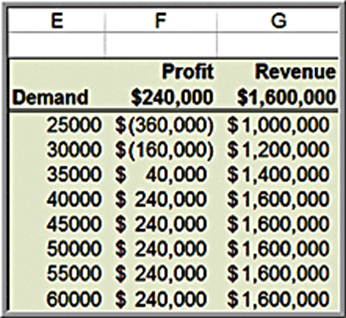 E F G
Profit Revenue
Demand $240,000 $1,600,000
25000 $(360,000) $1,000,000
30000 $(160,000) $1,200,000
35000 $ 40,000 $1,400,000
40000 $ 240,000 $1,600,000
45000 $ 240,000 $1,600,000
50000 $ 240,000 $1,600,000
55000 $ 240,000 $1,600,000
60000 $ 240,000 $1,600,000